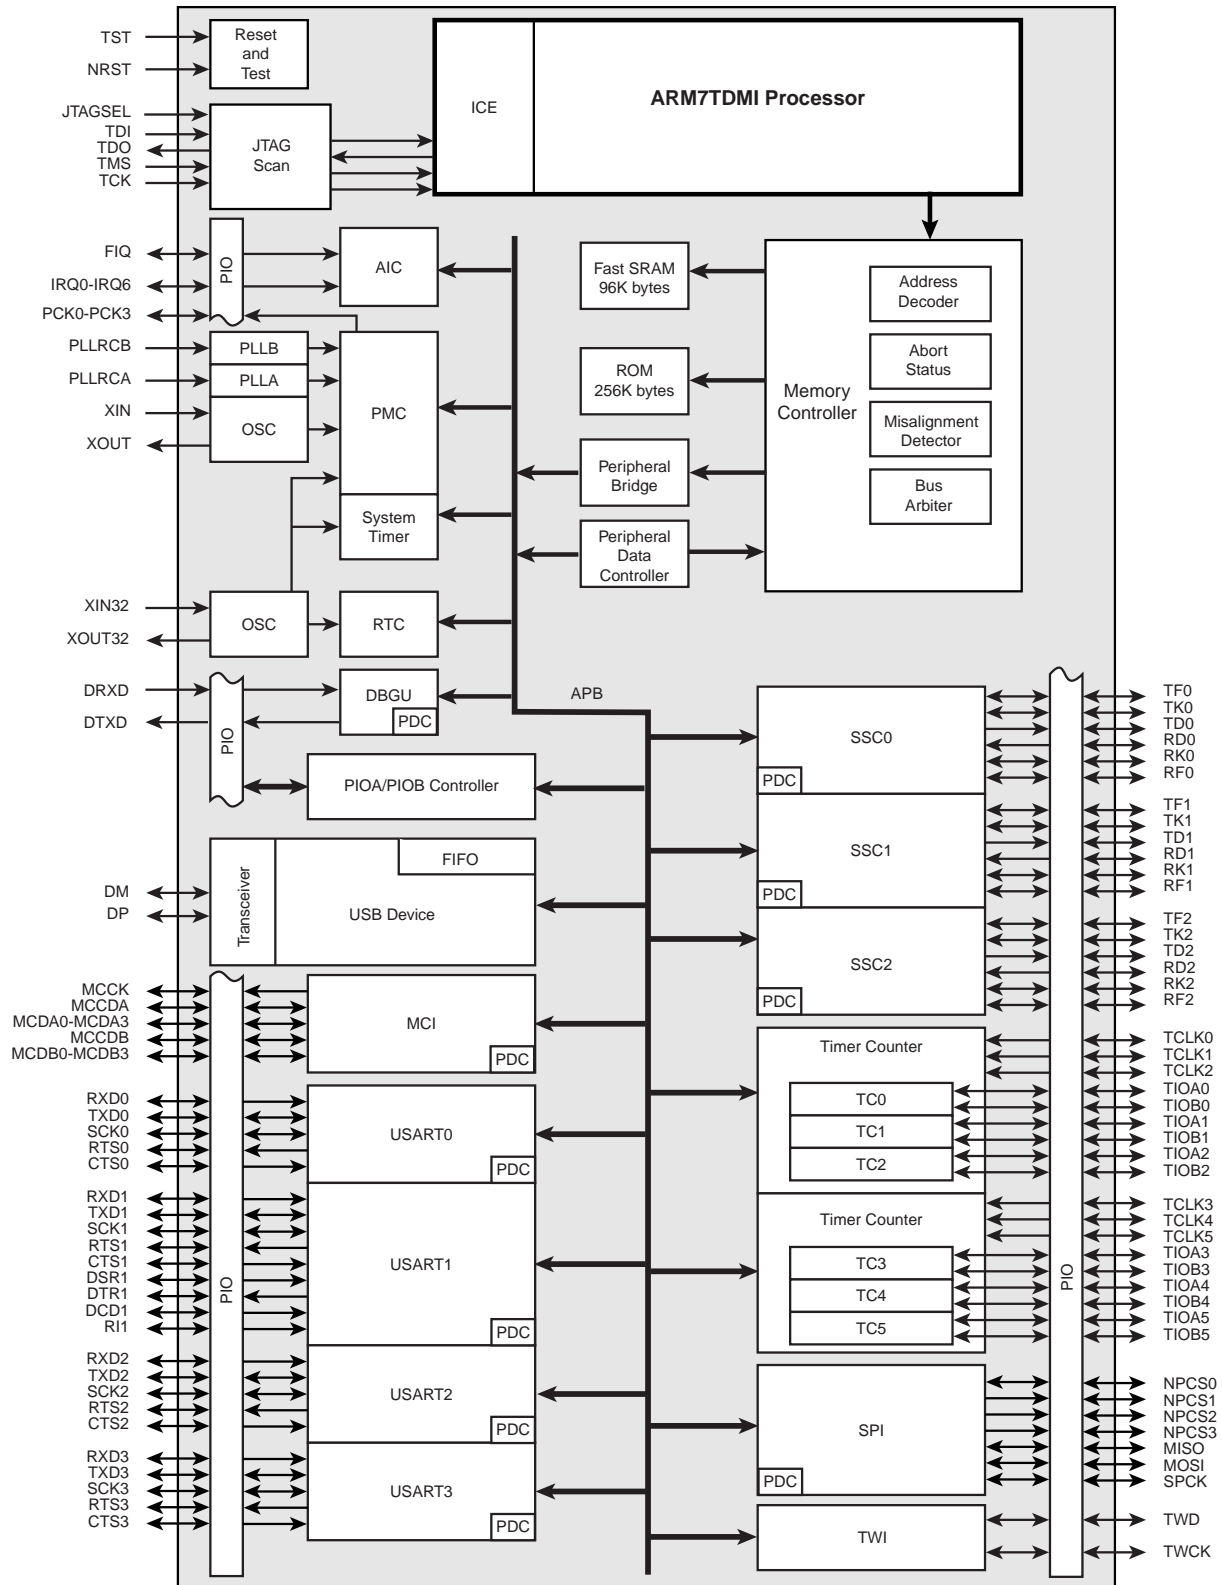 TST
NRST
Reset
and
Test
ICE
ARM7TDMI Processor
JTAGSEL
TDI
TDO
TMS
TCK
JTAG
Scan
FIQ
IRQ0-IRQ6
PCK0-PCK3
PIO
AIC
PLLRCB
PLLRCA
XIN
XOUT
PLLB
PLLA
OSC
PMC
System
Timer
Fast SRAM
96K bytes
ROM
256K bytes
Peripheral
Bridge
Peripheral
Data
Controller
Memory
Controller
Address
Decoder
Abort
Status
Misalignment
Detector
Bus
Arbiter
XIN32
XOUT32
OSC
RTC
DRXD
DTXD
PIO
DBGU
PDC
APB
PIOA/PIOB Controller
DM
DP
Transceiver
FIFO
USB Device
MCCK
MCCDA
MCDA0-MCDA3
MCCDB
MCDB0-MCDB3
MCI
PDC
RXD0
TXD0
SCK0
RTS0
CTS0
USART0
PDC
RXD1
TXD1
SCK1
RTS1
CTS1
DSR1
DTR1
DCD1
RI1
PIO
USART1
PDC
RXD2
TXD2
SCK2
RTS2
CTS2
USART2
PDC
RXD3
TXD3
SCK3
RTS3
CTS3
USART3
PDC
SSC0
PDC
TF0
TK0
TD0
RD0
RK0
RF0
SSC1
PDC
TF1
TK1
TD1
RD1
RK1
RF1
SSC2
PDC
TF2
TK2
TD2
RD2
RK2
RF2
Timer Counter
TC0
TC1
TC2
TCLK0
TCLK1
TCLK2
TIOA0
TIOB0
TIOA1
TIOB1
TIOA2
TIOB2
Timer Counter
TC3
TC4
TC5
PIO
TCLK3
TCLK4
TCLK5
TIOA3
TIOB3
TIOA4
TIOB4
TIOA5
TIOB5
SPI
PDC
NPCS0
NPCS1
NPCS2
NPCS3
MISO
MOSI
SPCK
TWI
TWD
TWCK